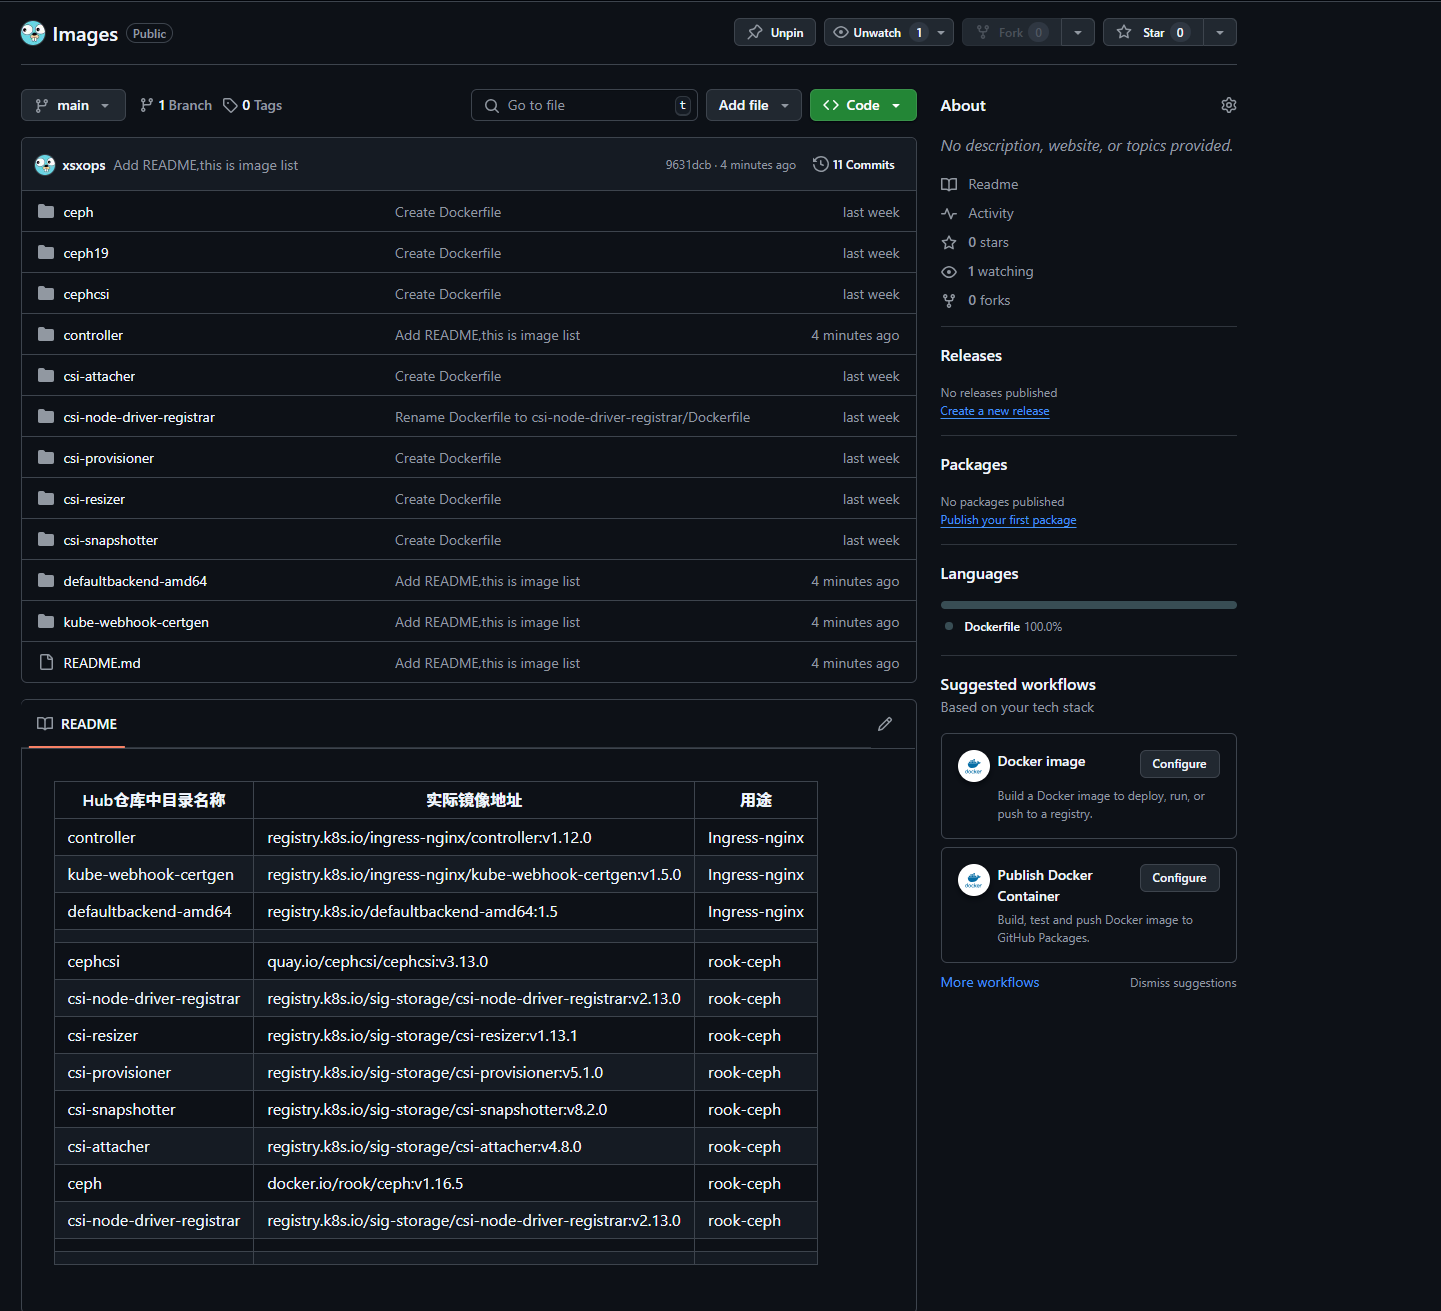 Images Public
Unpin
Unwatch 1
Fork 0
Star 0
main
1 Branch
0 Tags
Go to file t
Add file
Code
xsxops Add README,this is image list 9631dcb · 4 minutes ago 11 Commits
ceph Create Dockerfile last week
ceph19 Create Dockerfile last week
cephcsi Create Dockerfile last week
controller Add README,this is image list 4 minutes ago
csi-attacher Create Dockerfile last week
csi-node-driver-registrar Rename Dockerfile to csi-node-driver-registrar/Dockerfile last week
csi-provisioner Create Dockerfile last week
csi-resizer Create Dockerfile last week
csi-snapshotter Create Dockerfile last week
defaultbackend-amd64 Add README,this is image list 4 minutes ago
kube-webhook-certgen Add README,this is image list 4 minutes ago
README.md Add README,this is image list 4 minutes ago
README
Hub仓库中目录名称 实际镜像地址 用途
controller registry.k8s.io/ingress-nginx/controller:v1.12.0 Ingress-nginx
kube-webhook-certgen registry.k8s.io/ingress-nginx/kube-webhook-certgen:v1.5.0 Ingress-nginx
defaultbackend-amd64 registry.k8s.io/defaultbackend-amd64:1.5 Ingress-nginx
cephcsi quay.io/cephcsi/cephcsi:v3.13.0 rook-ceph
csi-node-driver-registrar registry.k8s.io/sig-storage/csi-node-driver-registrar:v2.13.0 rook-ceph
csi-resizer registry.k8s.io/sig-storage/csi-resizer:v1.13.1 rook-ceph
csi-provisioner registry.k8s.io/sig-storage/csi-provisioner:v5.1.0 rook-ceph
csi-snapshotter registry.k8s.io/sig-storage/csi-snapshotter:v8.2.0 rook-ceph
csi-attacher registry.k8s.io/sig-storage/csi-attacher:v4.8.0 rook-ceph
ceph docker.io/rook/ceph:v1.16.5 rook-ceph
csi-node-driver-registrar registry.k8s.io/sig-storage/csi-node-driver-registrar:v2.13.0 rook-ceph
About
No description, website, or topics provided.
Readme
Activity
0 stars
1 watching
0 forks
Releases
No releases published
Create a new release
Packages
No packages published
Publish your first package
Languages
Dockerfile 100.0%
Suggested workflows
Based on your tech stack
docker
Docker image
Configure
Build a Docker image to deploy, run, or
push to a registry.
docker
Publish Docker
Container
Configure
Build, test and push Docker image to
GitHub Packages.
More workflows
Dismiss suggestions